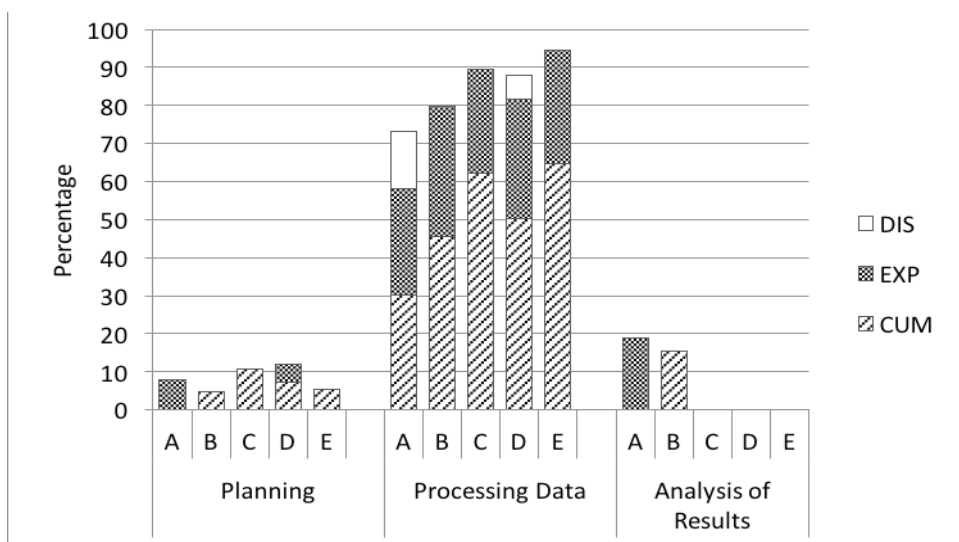 100
90
80
70
60
50
40
30
20
10
0
Percentage
A B C D E A B C D E A B C D E
Planning Processing Data Analysis of
Results
DIS
EXP
CUM